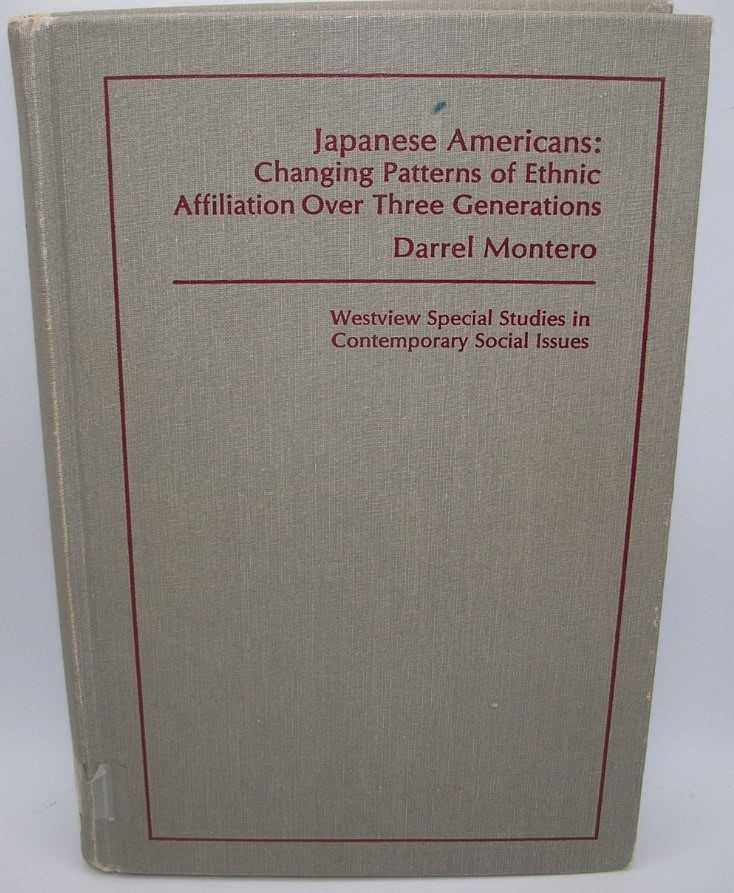 Japanese Americans:
Changing Patterns of Ethnic
Affiliation Over Three Generations
Darrel Montero
Westview Special Studies in
Contemporary Social Issues